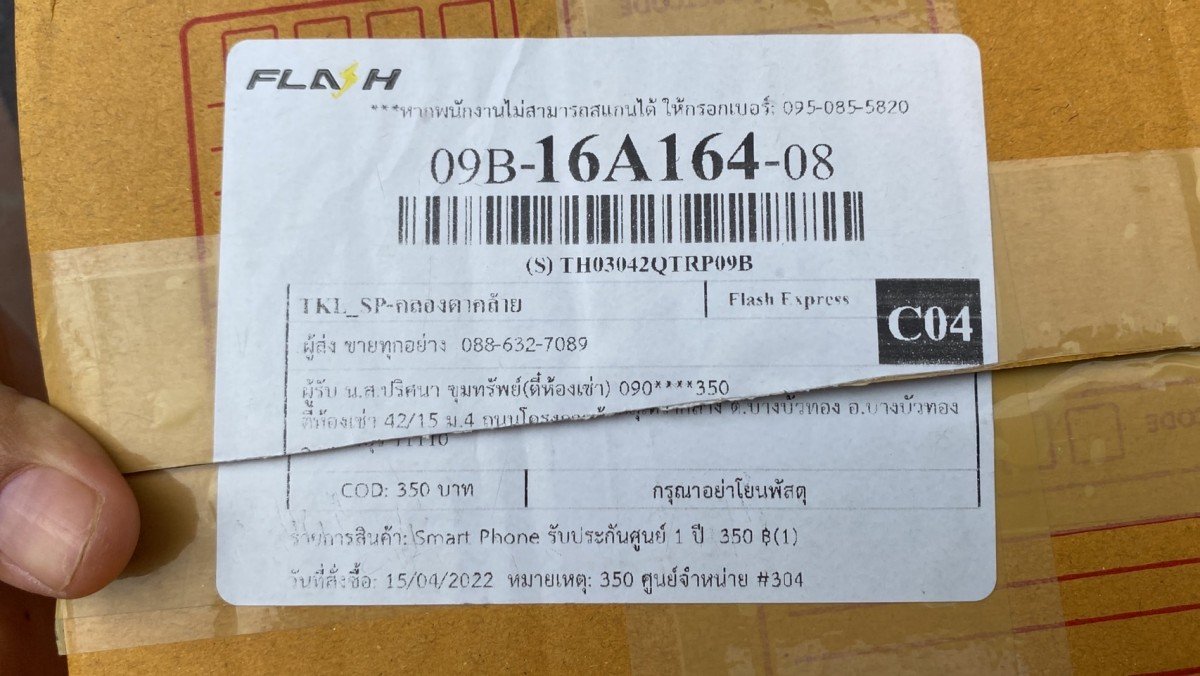 FLASH
***หากพนักงานไม่สามารถสแกนได้ ให้กรอกเบอร์: 095-085-5820
09B-16A164-08
(S) TH03042QTRP09B
TKL_SP-คลองตาคล้าย
Flash Express
C04
ผู้ส่ง ขายทุกอย่าง 088-632-7089
ผู้รับ น.ส.ปริศนา ขุมทรัพย์(ตี๋ห้องเช่า) 090****350
ตี๋ห้องเช่า 42/15 ม.4 ต.บางบัวทอง อ.บางบัวทอง
11110
COD: 350 บาท
กรุณาอย่าโยนพัสดุ
รายการสินค้า: Smart Phone รับประกันศูนย์ 1 ปี 350 ฿(1)
วันที่สั่งซื้อ: 15/04/2022 หมายเหตุ: 350 ศูนย์จำหน่าย #304